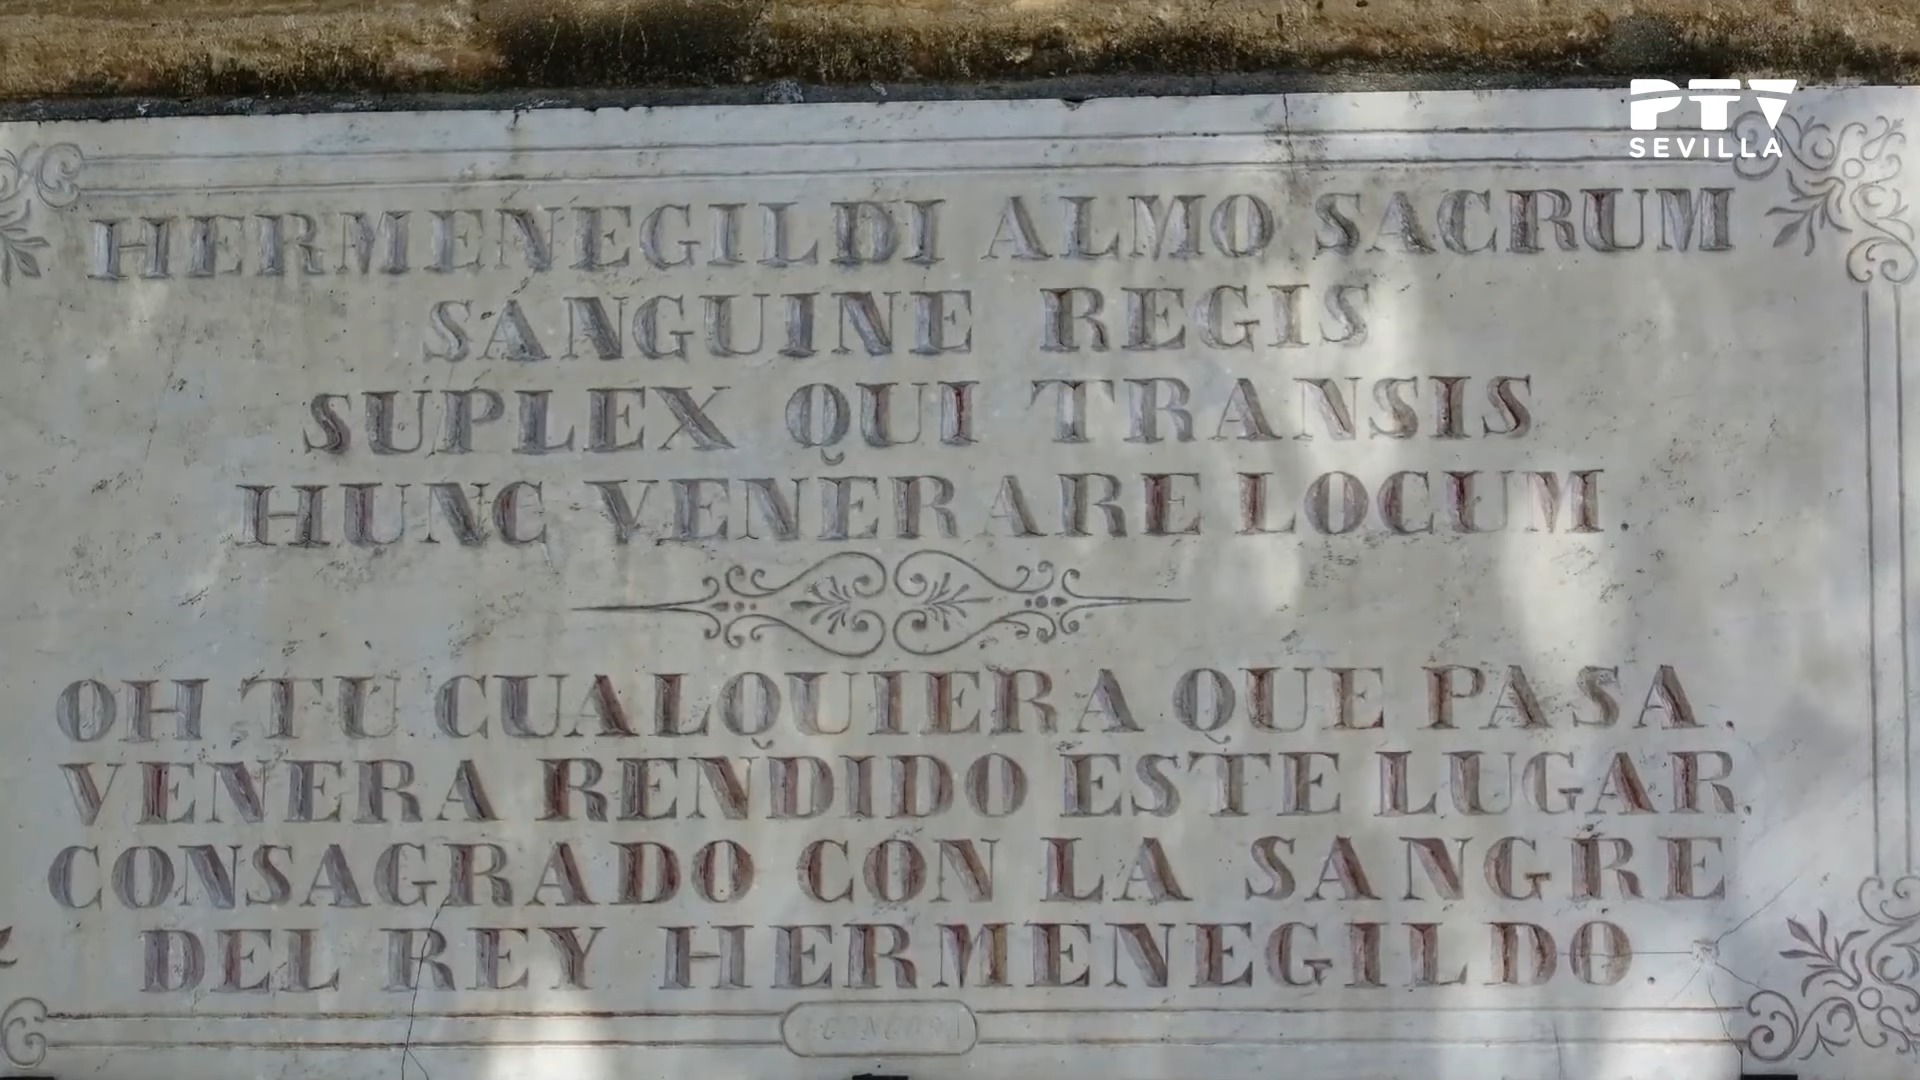 PTV
SEVILLA
HERMENEGILDI ALMO SACRUM
SANGUINE REGIS
SUPLEX QUI TRANSIS
HUNC VENERARE LOCUM.
OH TU CUALQUIERA QUE PASA.
VENERA RENDIDO ESTE LUGAR.
CONSAGRADO CON LA SANGRE
DEL REY HERMENEGILDO.